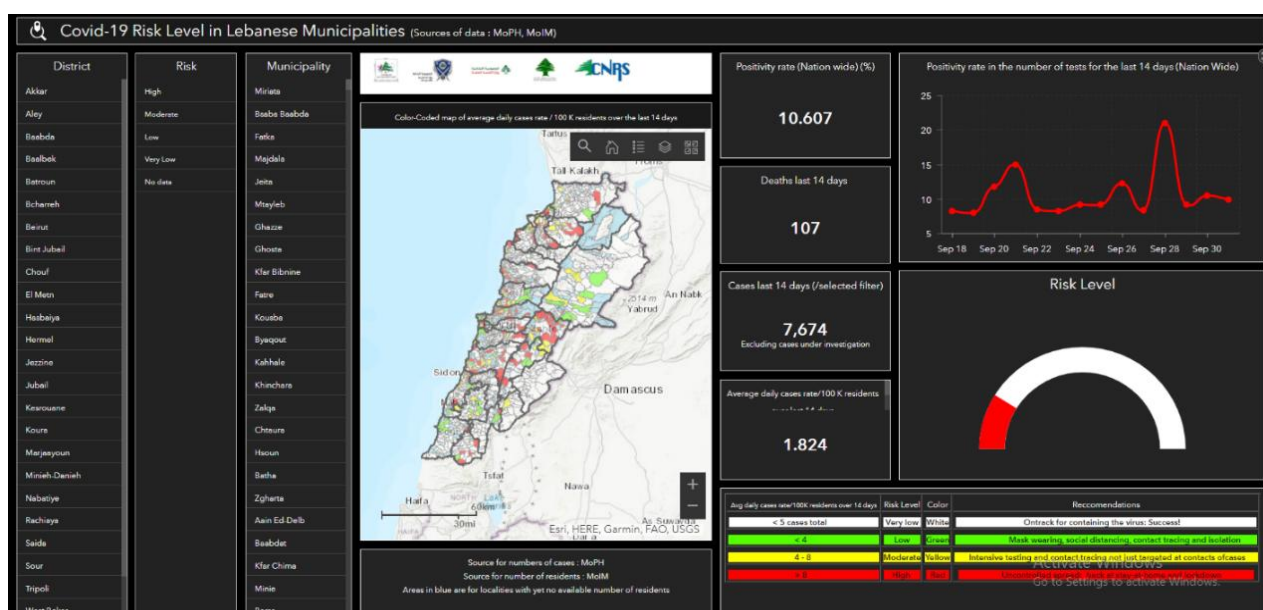 Covid-19 Risk Level in Lebanese Municipalities (Sources of data : MoPH, MoIM)
District
Akkar
Aley
Baabda
Baalbek
Batroun
Bcharreh
Beirut
Bint Jubail
Chouf
El Metn
Hasbaiya
Hermel
Jezzine
Jubail
Kesrouane
Koura
Marjaayoun
Minieh-Danieh
Nabatiye
Rachiaya
Saida
Sour
Tripoli
Risk
High
Moderate
Low
Very Low
No data
Municipality
Miriata
Baaba Baabda
Fatka
Majdala
Jeita
Mtayleb
Ghazze
Ghosta
Kfar Bibnine
Fatre
Kousba
Byaqout
Kahhale
Khinchara
Zalqa
Chtaura
Hsoun
Batha
Zgharta
Aain Ed-Delb
Baabdat
Kfar Chima
Minie
CNRS
Color-Coded map of average daily cases rate / 100 K residents over the last 14 days
Tartus
Tall Kalakh
2514 m
An Nabk
Yabrud
Sidon
Damascus
Tsfat
Nawa
Haifa
60km
30mi
As Suwayda
Esri, HERE, Garmin, FAO, USGS
Source for numbers of cases : MoPH
Source for number of residents : MoIM
Areas in blue are for localities with yet no available number of residents
Positivity rate (Nation wide) (%)
10.607
Deaths last 14 days
107
Cases last 14 days (/selected filter)
7,674
Excluding cases under investigation
Average daily cases rate/100 K residents
over last 14 days
1.824
Positivity rate in the number of tests for the last 14 days (Nation Wide)
25
20
15
10
5
Sep 18 Sep 20 Sep 22 Sep 24 Sep 26 Sep 28 Sep 30
Risk Level
Avg daily cases rate/100K residents over 14 days Risk Level Color Reccomendations
< 5 cases total Very low White Ontrack for containing the virus: Success!
< 4 Low Green Mask wearing, social distancing, contact tracing and isolation
4 - 8 Moderate Yellow Intensive testing and contact tracing not just targeted at contacts ofcases
> 8 High Red
Activate Windows
Go to Settings to activate Windows.